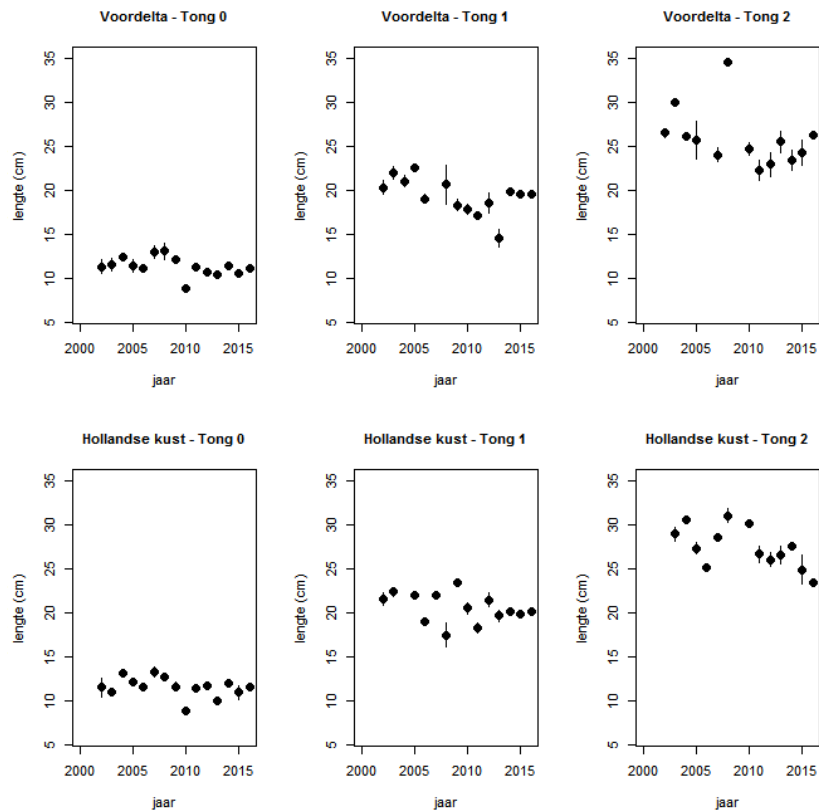 Voordelta - Tong 0
lengte (cm)
35
30
25
20
15
10
5
2000 2005 2010 2015
jaar
Voordelta - Tong 1
lengte (cm)
35
30
25
20
15
10
5
2000 2005 2010 2015
jaar
Voordelta - Tong 2
lengte (cm)
35
30
25
20
15
10
5
2000 2005 2010 2015
jaar
Hollandse kust - Tong 0
lengte (cm)
35
30
25
20
15
10
5
2000 2005 2010 2015
jaar
Hollandse kust - Tong 1
lengte (cm)
35
30
25
20
15
10
5
2000 2005 2010 2015
jaar
Hollandse kust - Tong 2
lengte (cm)
35
30
25
20
15
10
5
2000 2005 2010 2015
jaar